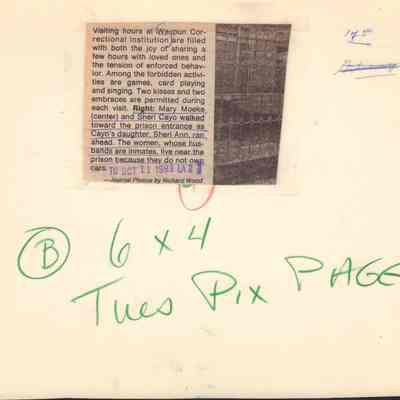 Visiting hours at Waupun Cor-
rectional Institution are filled
with both the joy of sharing a
few hours with loved ones and
the tension of enforced behav-
ior. Among the forbidden activi-
ties are games, card playing
and singing. Two kisses and two
embraces are permitted during
each visit. Right: Mary Moeks
(center) and Sheri Cayo walked
toward the prison entrance as
Cayo's daughter, Sheri Ann, ran
ahead. The women, whose hus-
bands are inmates, live near the
prison because they do not own
cars. TU OCT 11 1983 LA 2
—Journal Photos by Richard Wood
B 6 x 4
Tues Pix PAGE